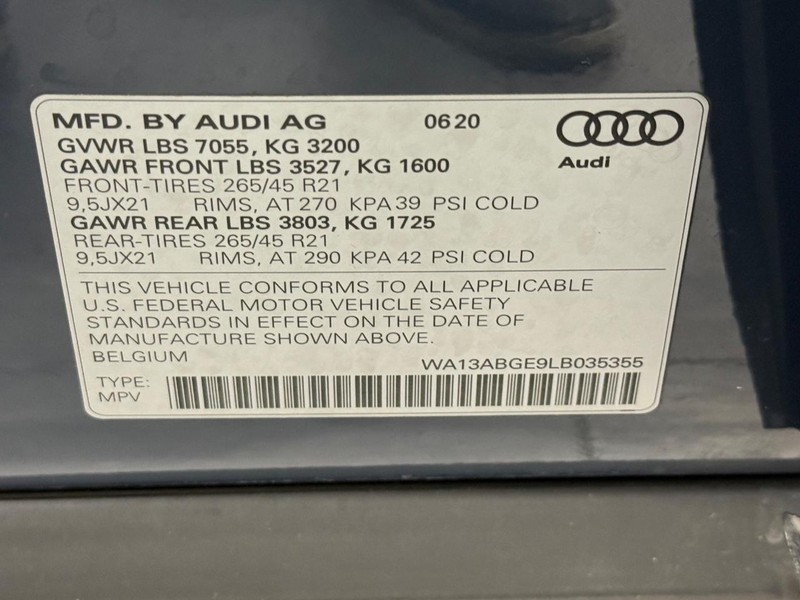 MFD. BY AUDI AG 0620
GVWR LBS 7055, KG 3200
GAWR FRONT LBS 3527, KG 1600
Audi
FRONT-TIRES 265/45 R21
9,5JX21 RIMS, AT 270 KPA 39 PSI COLD
GAWR REAR LBS 3803, KG 1725
REAR-TIRES 265/45 R21
9,5JX21 RIMS, AT 290 KPA 42 PSI COLD
THIS VEHICLE CONFORMS TO ALL APPLICABLE
U.S. FEDERAL MOTOR VEHICLE SAFETY
STANDARDS IN EFFECT ON THE DATE OF
MANUFACTURE SHOWN ABOVE.
BELGIUM WA13ABGE9LB035355
TYPE:
MPV